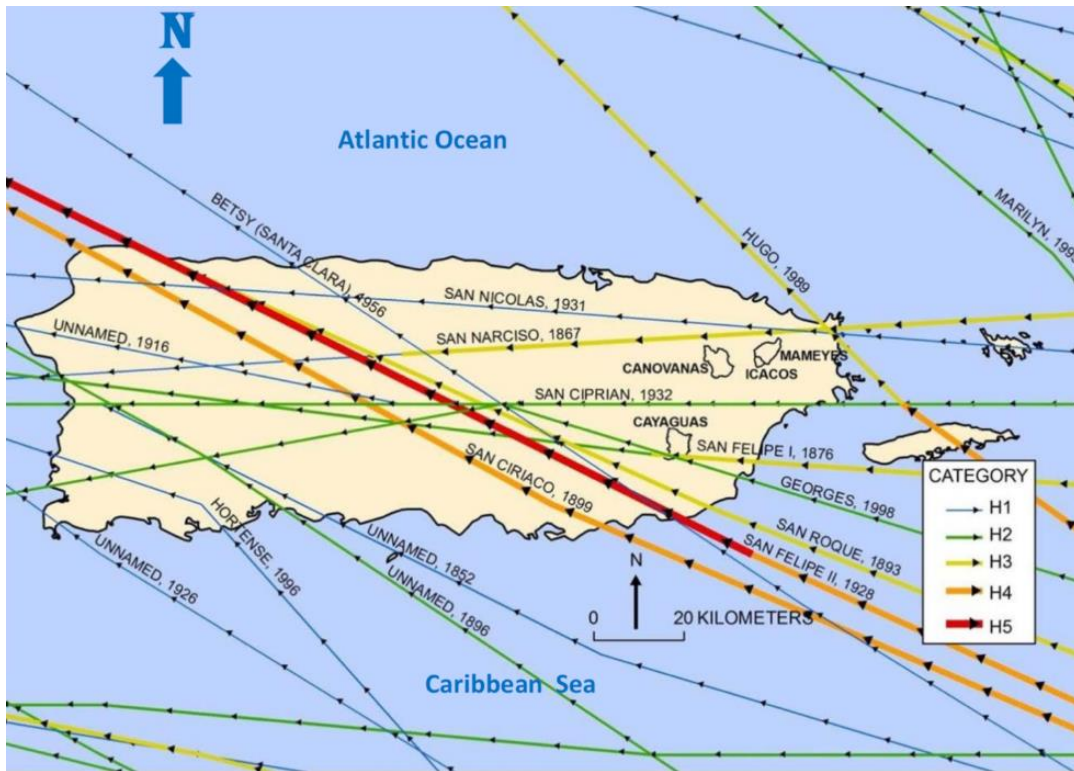 N
Atlantic Ocean
BETSY (SANTA CLARA), 1956
HUGO, 1989
MARILYN, 1995
SAN NICOLAS, 1931
UNNAMED, 1916
SAN NARCISO, 1867
CANOVANAS
MAMEYES
ICACOS
SAN CIPRIAN, 1932
CAYAGUAS
SAN FELIPE I, 1876
SAN CIRIACO, 1899
GEORGES, 1998
SAN ROQUE, 1893
SAN FELIPE II, 1928
HORTENSE, 1996
UNNAMED, 1852
UNNAMED, 1926
UNNAMED, 1896
N
0 20 KILOMETERS
Caribbean Sea
CATEGORY
H1
H2
H3
H4
H5